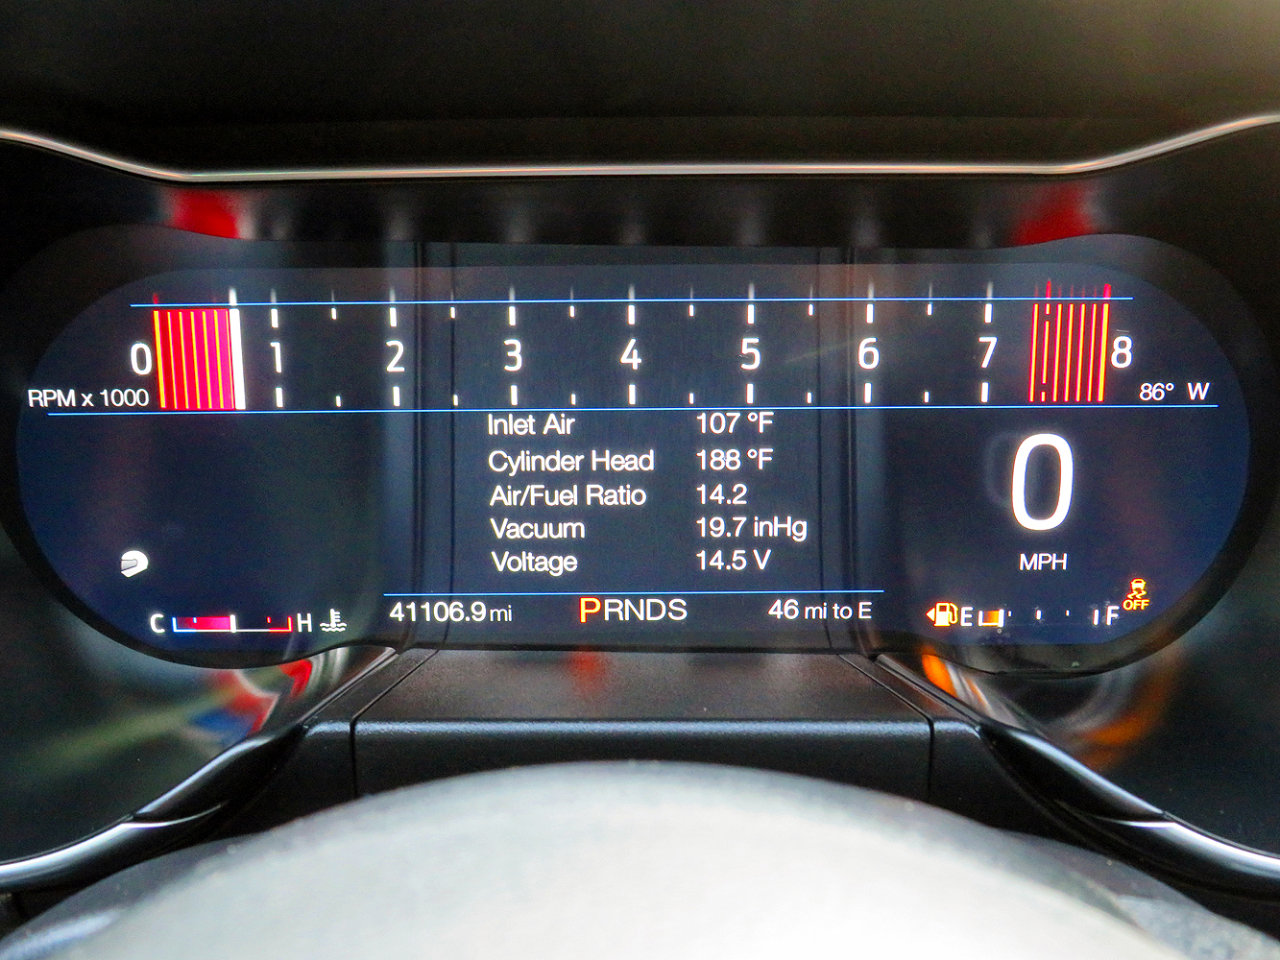 0 1 2 3 4 5 6 7 8
RPM x 1000
86° W
Inlet Air 107 °F
Cylinder Head 188 °F
Air/Fuel Ratio 14.2
Vacuum 19.7 inHg
Voltage 14.5 V
0
MPH
C H
41106.9 mi PRNDS 46 mi to E
E F
OFF